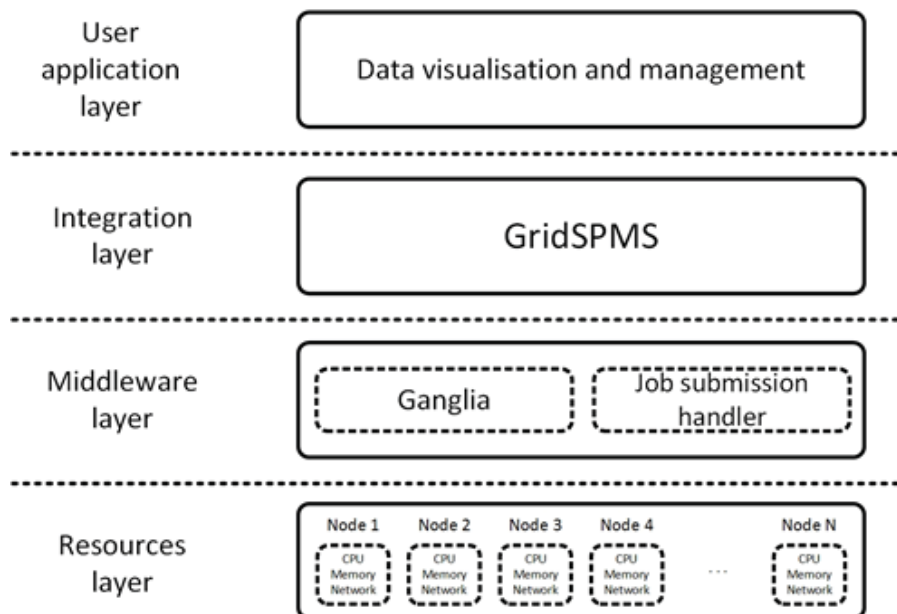 User
application
layer
Data visualisation and management
Integration
layer
GridSPMS
Middleware
layer
Ganglia
Job submission
handler
Resources
layer
Node 1
CPU
Memory
Network
Node 2
CPU
Memory
Network
Node 3
CPU
Memory
Network
Node 4
CPU
Memory
Network
...
Node N
CPU
Memory
Network